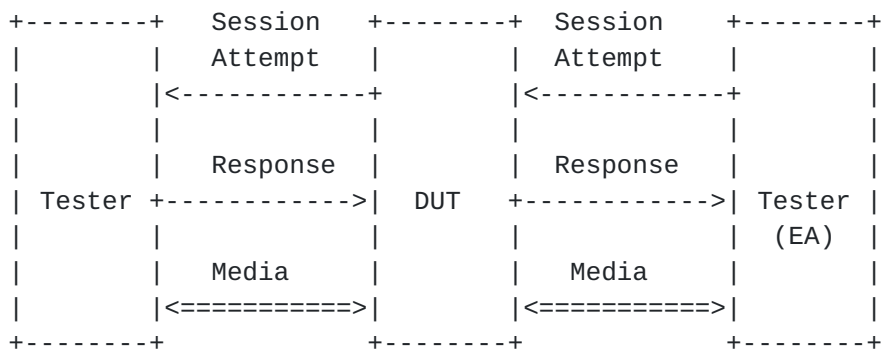 +--------+   Session   +--------+  Session    +--------+
|        |   Attempt   |        |  Attempt    |        |
|        |<------------+        |<------------+        |
|        |             |        |             |        |
|        |   Response  |        |  Response   |        |
| Tester +------------>|  DUT   +------------>| Tester |
|        |             |        |             |  (EA)  |
|        |   Media     |        |   Media     |        |
|        |<===========>|        |<===========>|        |
+--------+             +--------+             +--------+